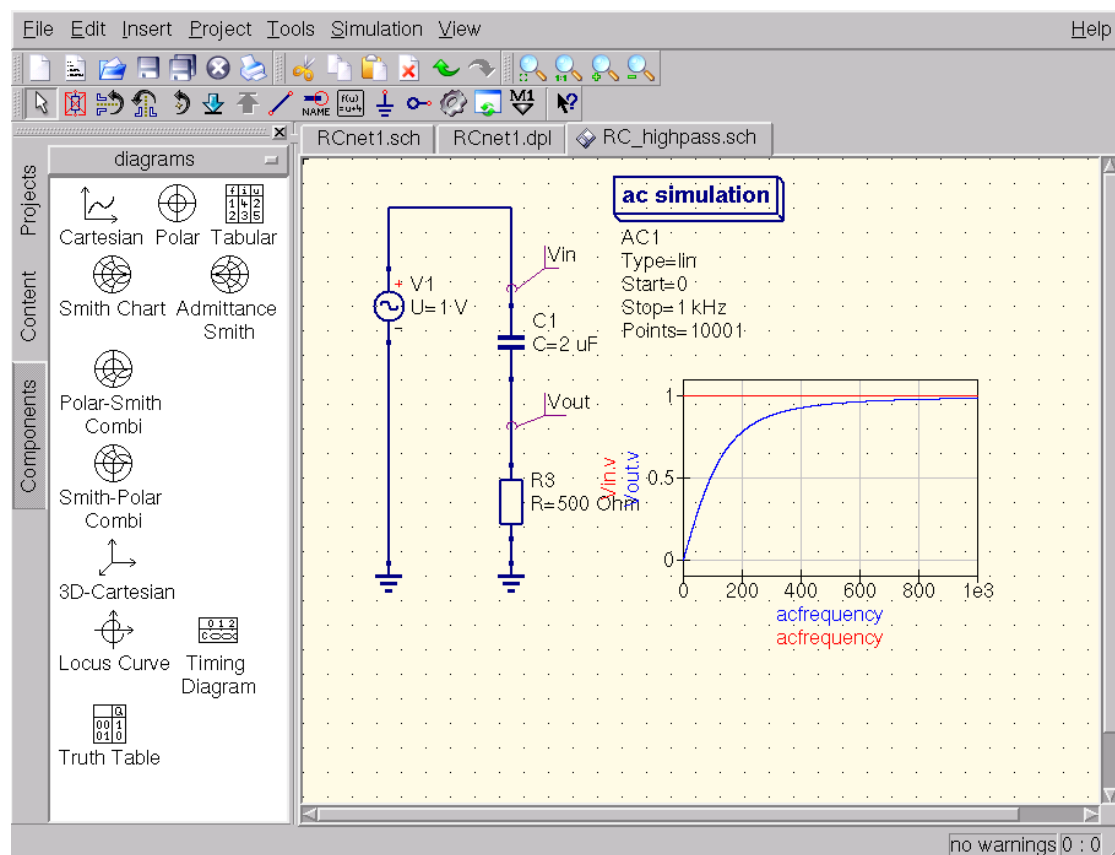 File Edit Insert Project Tools Simulation View Help
NAME f(u) =u+4 M1
RCnet1.sch RCnet1.dpl RC_highpass.sch
Projects
Content
Components
diagrams
Cartesian Polar Tabular
Smith Chart Admittance
Smith
Polar-Smith
Combi
Smith-Polar
Combi
3D-Cartesian
Locus Curve Timing
Diagram
Truth Table
ac simulation
AC1
Type=lin
Start=0
Stop=1 kHz
Points=10001
V1
U=1 V
Vin
C1
C=2 uF
Vout
R3
R=500 Ohm
Vin.v
Vout.v
1
0.5
0
0 200 400 600 800 1e3
acfrequency
acfrequency
no warnings 0 : 0